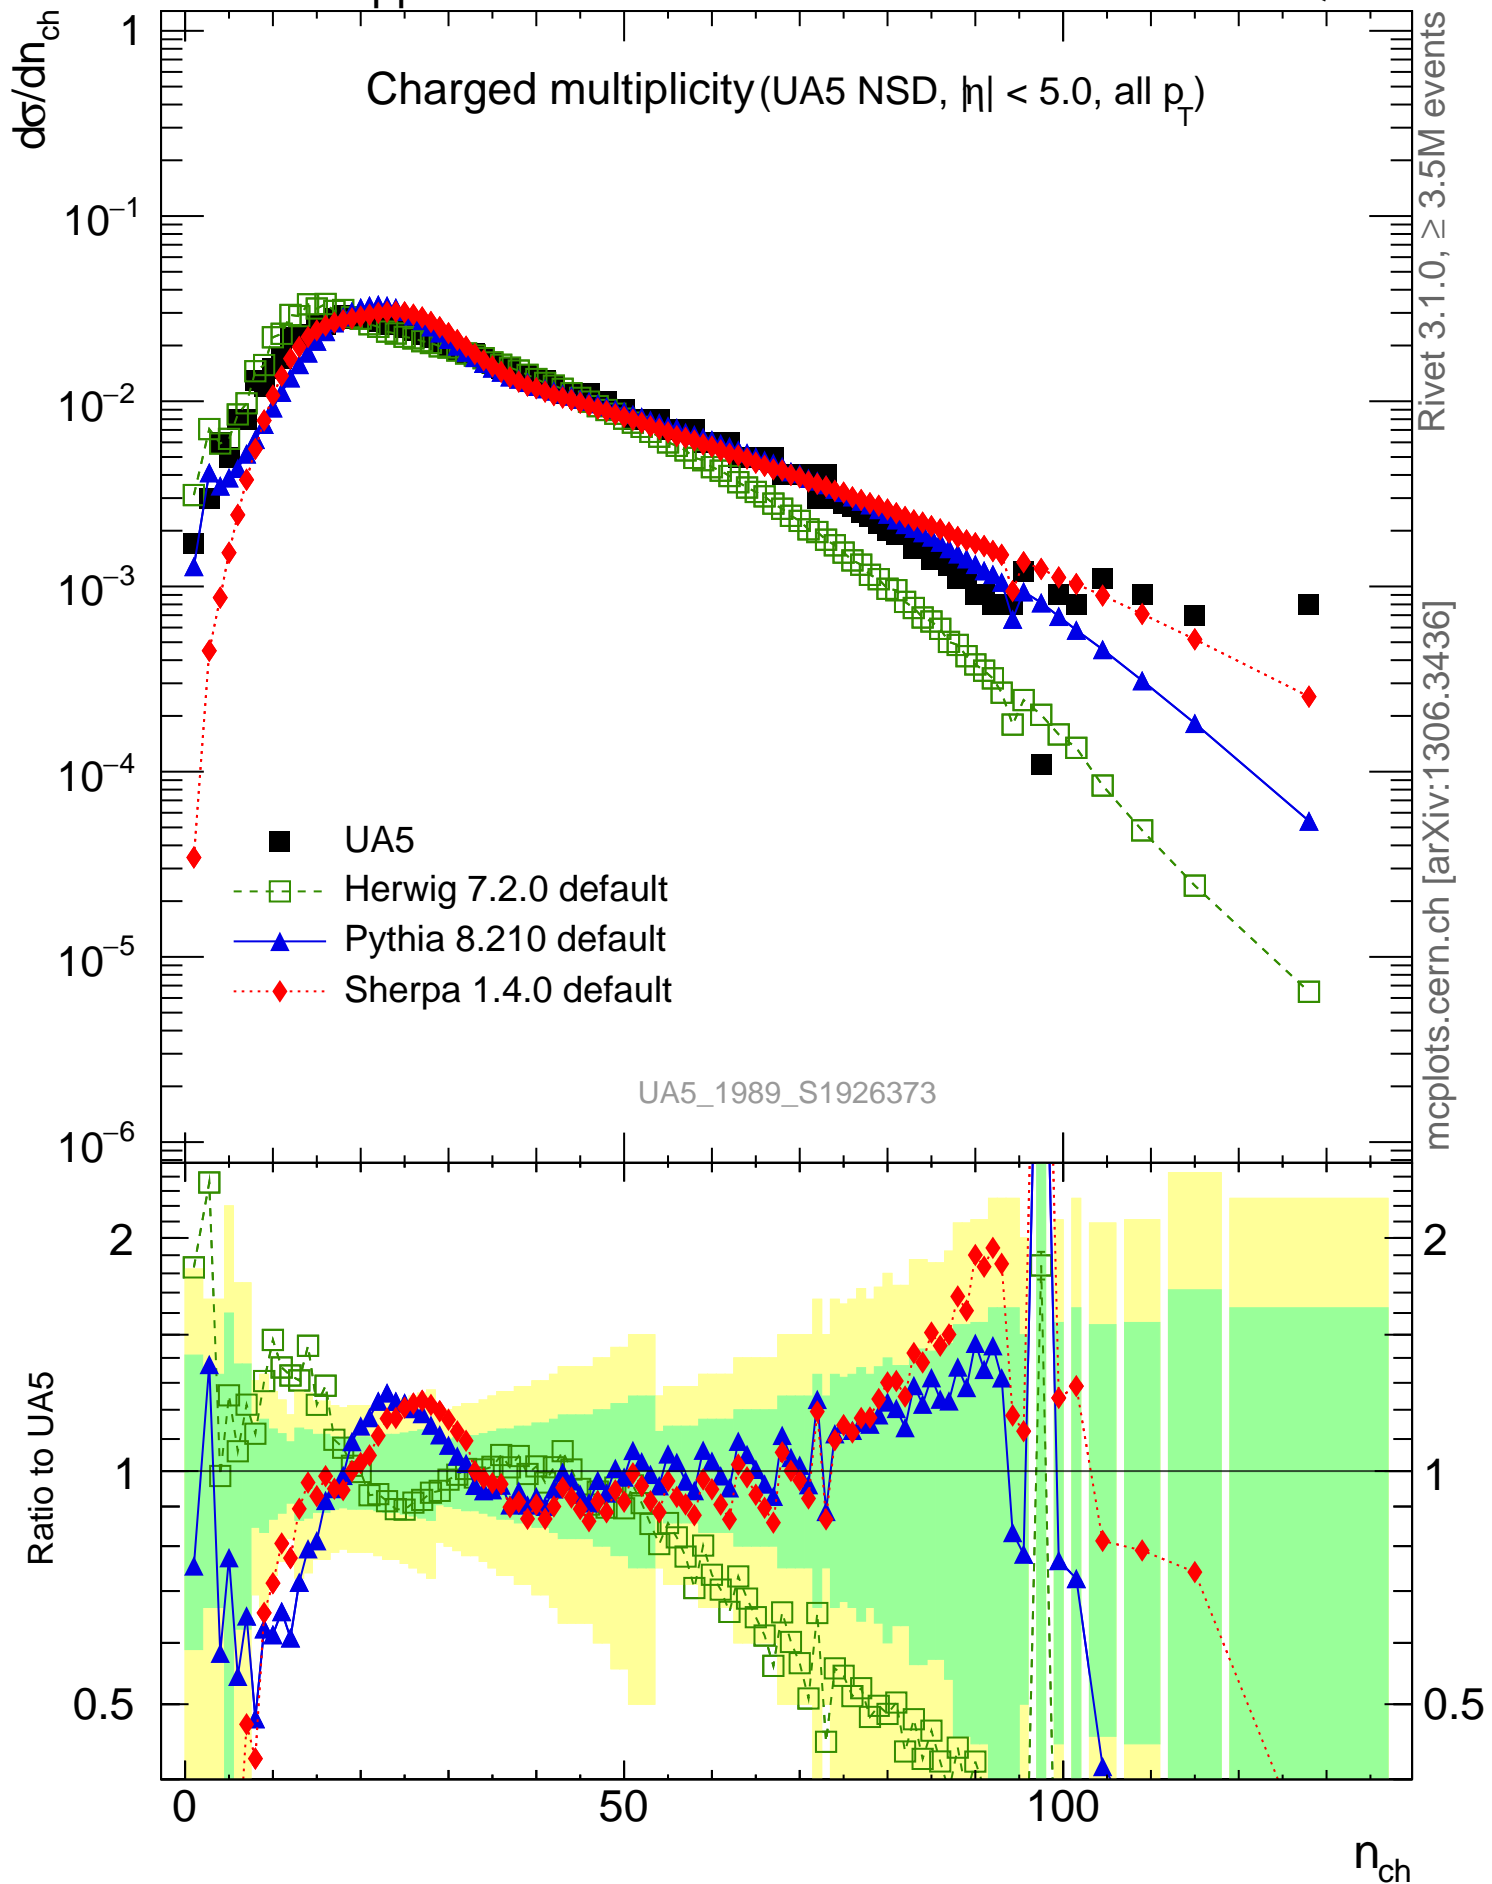 dσ/dn_ch
Charged multiplicity (UA5 NSD, |η| < 5.0, all p_T)
1
10^−1
10^−2
10^−3
10^−4
10^−5
10^−6
UA5
Herwig 7.2.0 default
Pythia 8.210 default
Sherpa 1.4.0 default
UA5_1989_S1926373
Rivet 3.1.0, ≥ 3.5M events
mcplots.cern.ch [arXiv:1306.3436]
Ratio to UA5
2
1
0.5
2
1
0.5
0
50
100
n_ch